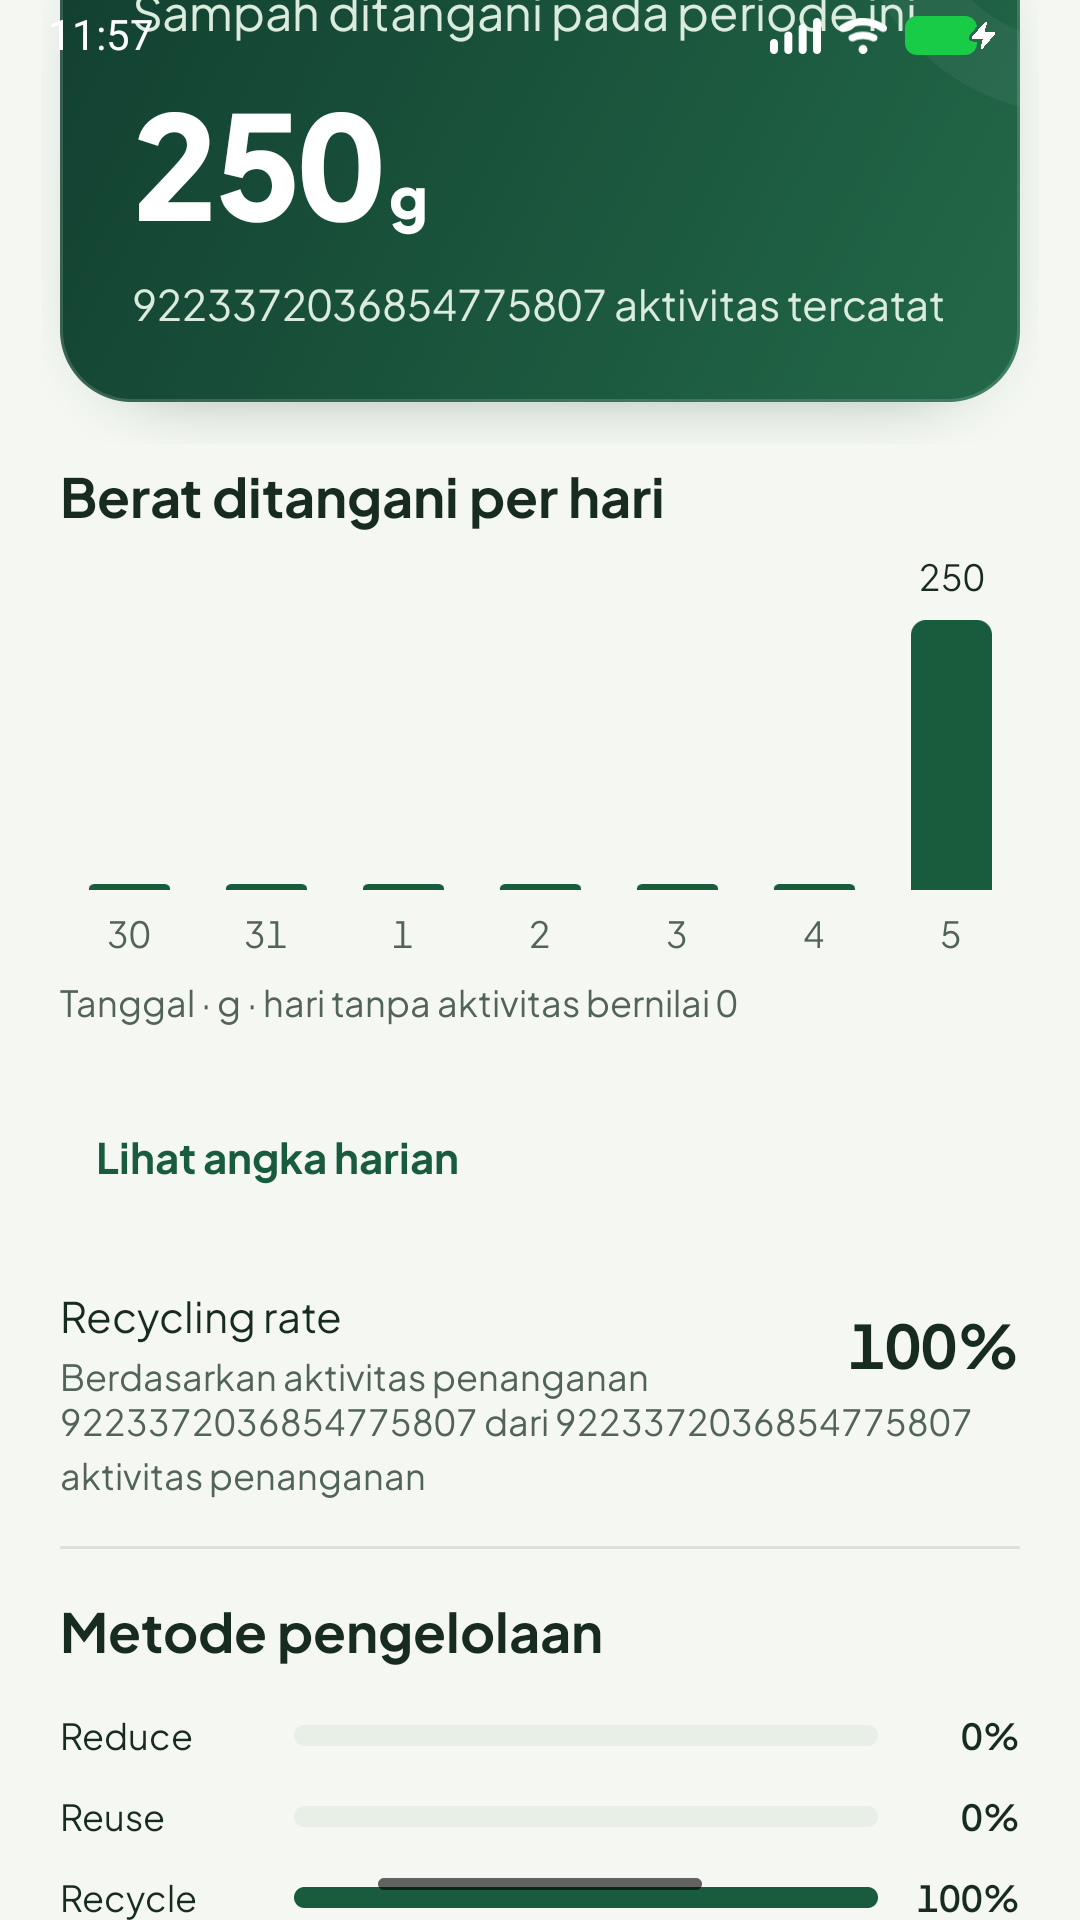 Sampah ditangani pada periode ini
11:57
250g
9223372036854775807 aktivitas tercatat
Berat ditangani per hari
250
30 31 1 2 3 4 5
Tanggal · g · hari tanpa aktivitas bernilai 0
Lihat angka harian
Recycling rate
100%
Berdasarkan aktivitas penanganan
9223372036854775807 dari 9223372036854775807
aktivitas penanganan
Metode pengelolaan
Reduce 0%
Reuse 0%
Recycle 100%